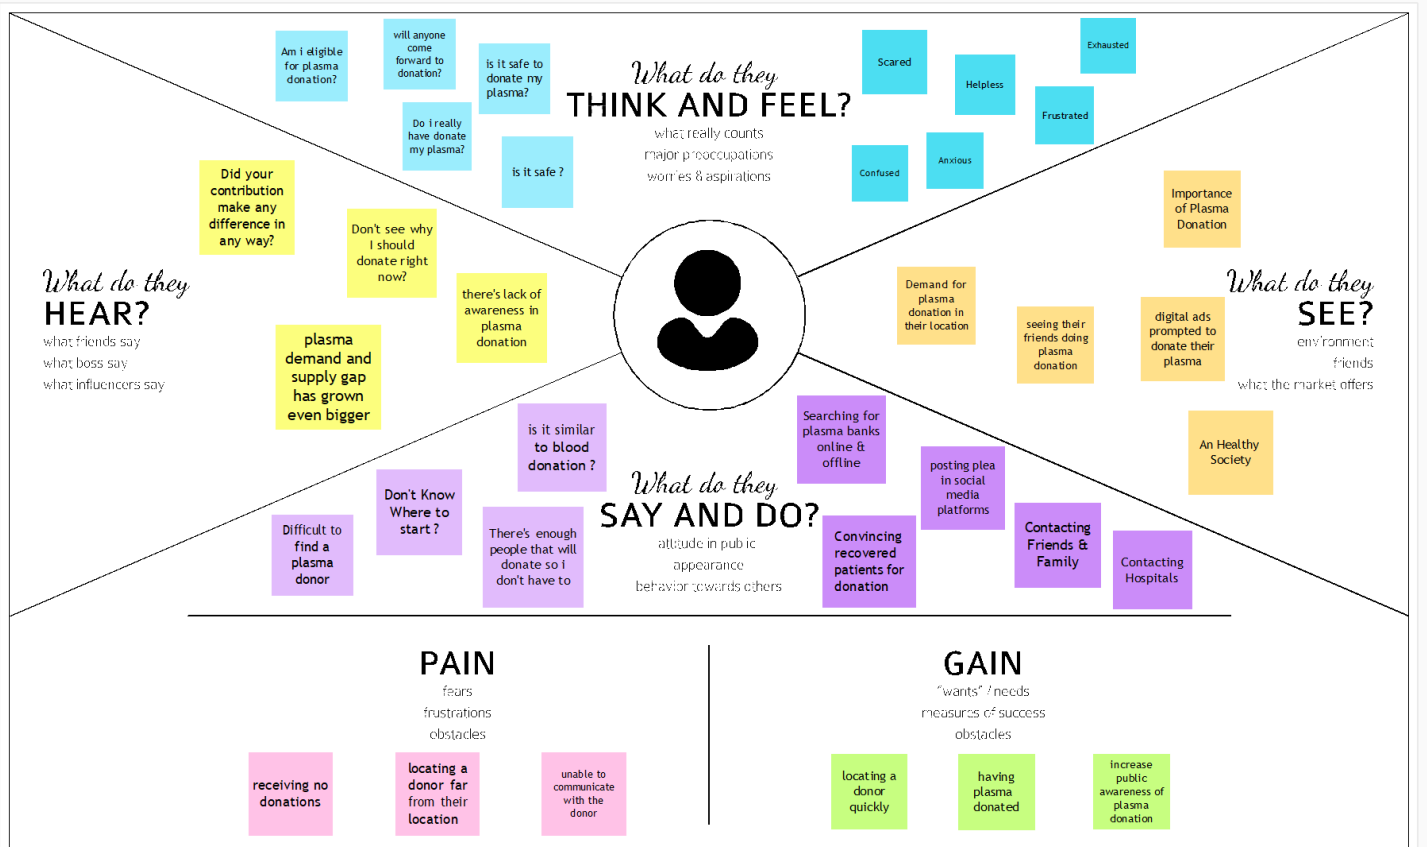 Am i eligible
for plasma
donation?
will anyone
come
forward to
donation?
is it safe to
donate my
plasma?
Do i really
have donate
my plasma?
is it safe ?
What do they
THINK AND FEEL?
what really counts
major preoccupations
worries & aspirations
Scared
Helpless
Exhausted
Frustrated
Anxious
Confused
What do they
HEAR?
what friends say
what boss say
what influencers say
Did your
contribution
make any
difference in
any way?
Don't see why
I should
donate right
now?
there's lack of
awareness in
plasma
donation
plasma
demand and
supply gap
has grown
even bigger
Importance
of Plasma
Donation
Demand for
plasma
donation in
their location
seeing their
friends doing
plasma
donation
digital ads
prompted to
donate their
plasma
An Healthy
Society
What do they
SEE?
environment
friends
what the market offers
is it similar
to blood
donation ?
Don't Know
Where to
start ?
Difficult to
find a
plasma
donor
There's enough
people that will
donate so i
don't have to
What do they
SAY AND DO?
attitude in public
appearance
behavior towards others
Searching for
plasma banks
online &
offline
posting plea
in social
media
platforms
Convincing
recovered
patients for
donation
Contacting
Friends &
Family
Contacting
Hospitals
PAIN
fears
frustrations
obstacles
receiving no
donations
locating a
donor far
from their
location
unable to
communicate
with the
donor
GAIN
"wants" / needs
measures of success
obstacles
locating a
donor
quickly
having
plasma
donated
increase
public
awareness of
plasma
donation